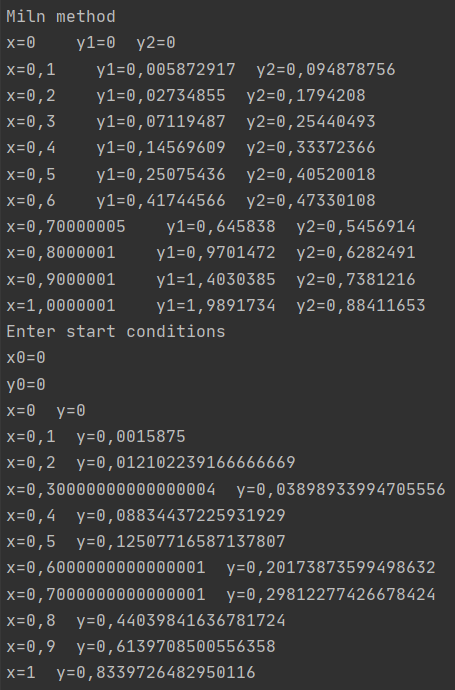 Miln method
x=0    y1=0  y2=0
x=0,1    y1=0,005872917  y2=0,094878756
x=0,2    y1=0,02734855  y2=0,1794208
x=0,3    y1=0,07119487  y2=0,25440493
x=0,4    y1=0,14569609  y2=0,33372366
x=0,5    y1=0,25075436  y2=0,40520018
x=0,6    y1=0,41744566  y2=0,47330108
x=0,70000005    y1=0,645838  y2=0,5456914
x=0,8000001    y1=0,9701472  y2=0,6282491
x=0,9000001    y1=1,4030385  y2=0,7381216
x=1,0000001    y1=1,9891734  y2=0,88411653
Enter start conditions
x0=0
y0=0
x=0  y=0
x=0,1  y=0,0015875
x=0,2  y=0,012102239166666669
x=0,30000000000000004  y=0,03898933994705556
x=0,4  y=0,08834437225931929
x=0,5  y=0,12507716587137807
x=0,6000000000000001  y=0,20173873599498632
x=0,7000000000000001  y=0,29812277426678424
x=0,8  y=0,44039841636781724
x=0,9  y=0,6139708500556358
x=1  y=0,8339726482950116